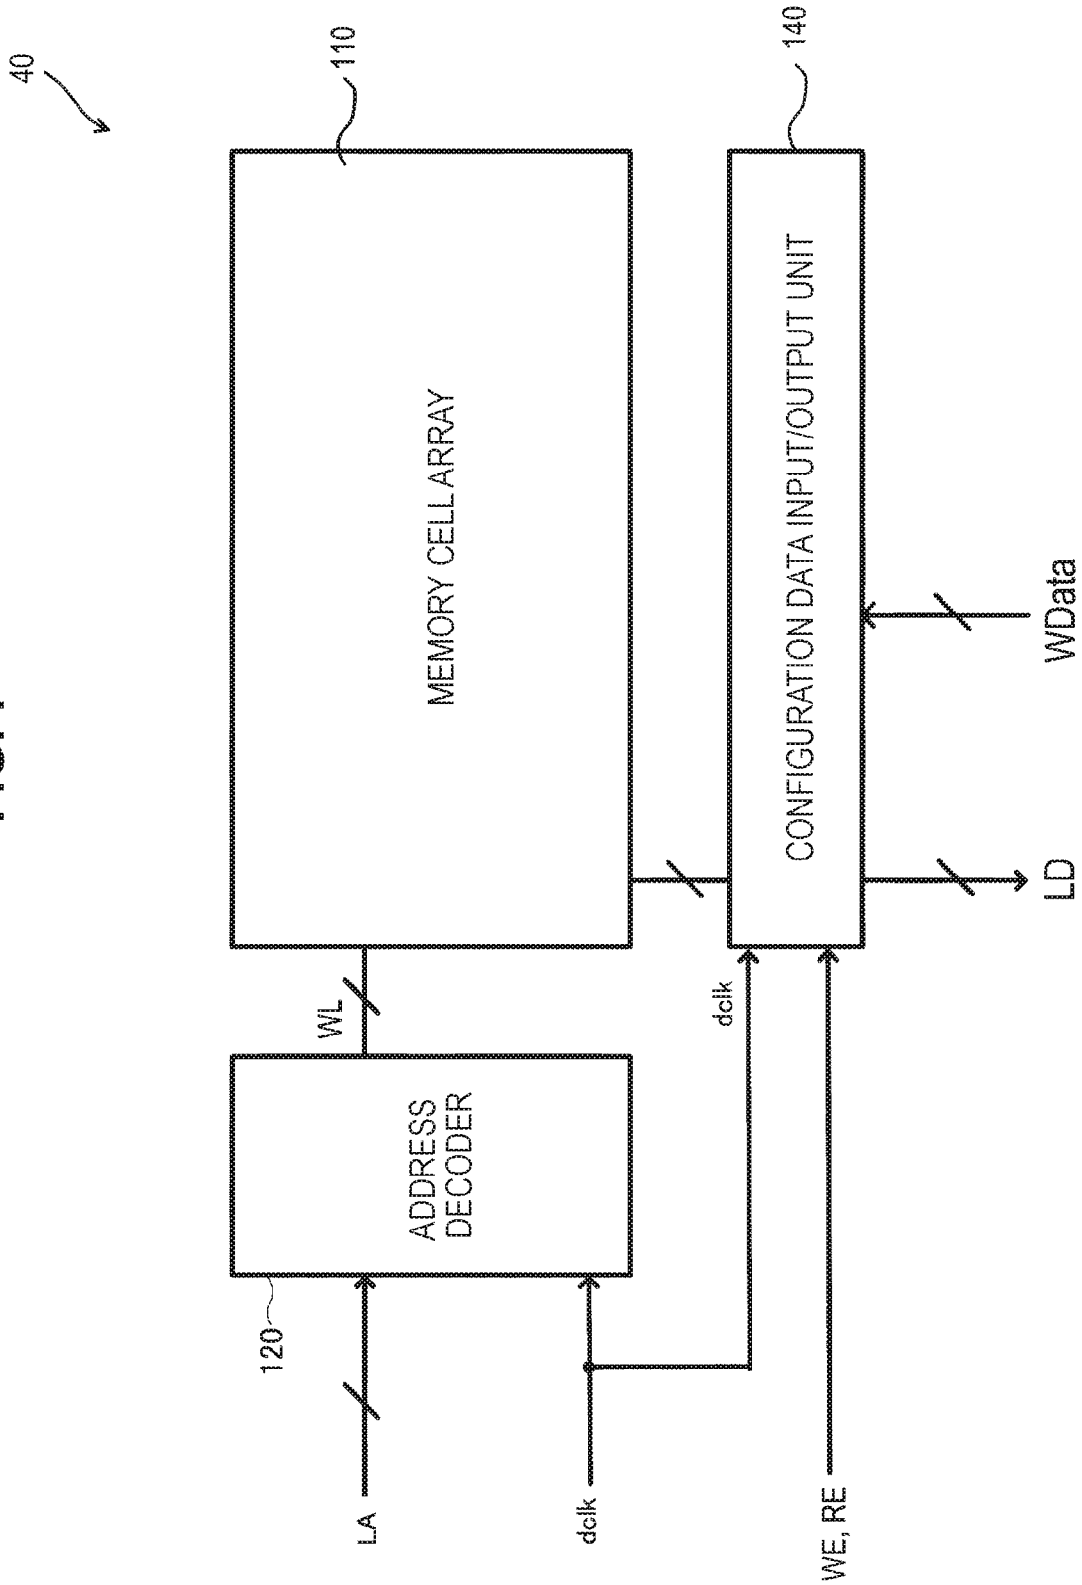 40
110
MEMORY CELL ARRAY
WL
ADDRESS
DECODER
120
LA
dclk
dclk
140
CONFIGURATION DATA INPUT/OUTPUT UNIT
WE, RE
LD
WData